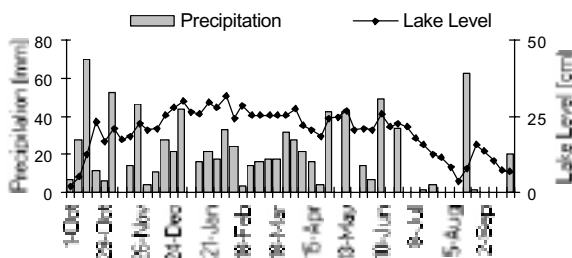 Precipitation Lake Level
80 50
60
40 25
20
0 0
Precipitation [mm]
Lake Level [cm]
1-Oct
29-Oct
26-Nov
24-Dec
21-Jan
18-Feb
18-Mar
15-Apr
13-May
10-Jun
8-Jul
5-Aug
2-Sep